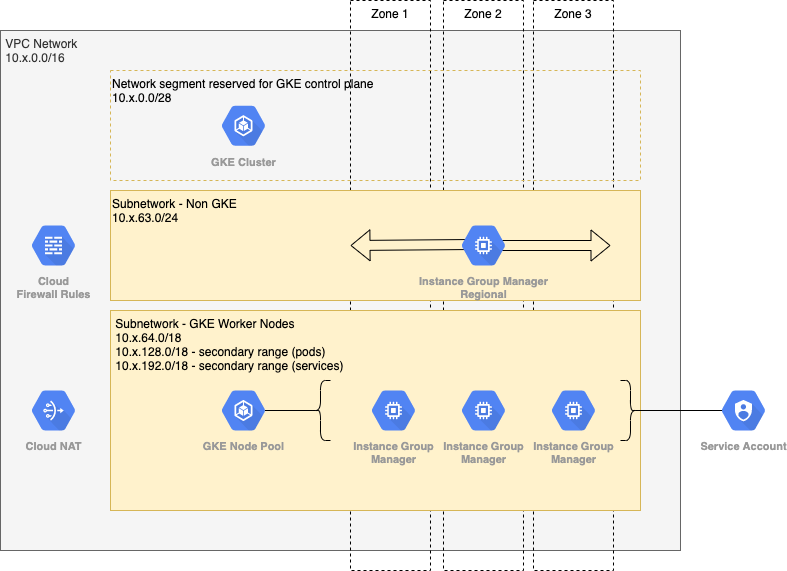 Zone 1
Zone 2
Zone 3
VPC Network
10.x.0.0/16
Network segment reserved for GKE control plane
10.x.0.0/28
GKE Cluster
Subnetwork - Non GKE
10.x.63.0/24
Cloud
Firewall Rules
Instance Group Manager
Regional
Subnetwork - GKE Worker Nodes
10.x.64.0/18
10.x.128.0/18 - secondary range (pods)
10.x.192.0/18 - secondary range (services)
Cloud NAT
GKE Node Pool
Instance Group
Manager
Instance Group
Manager
Instance Group
Manager
Service Account